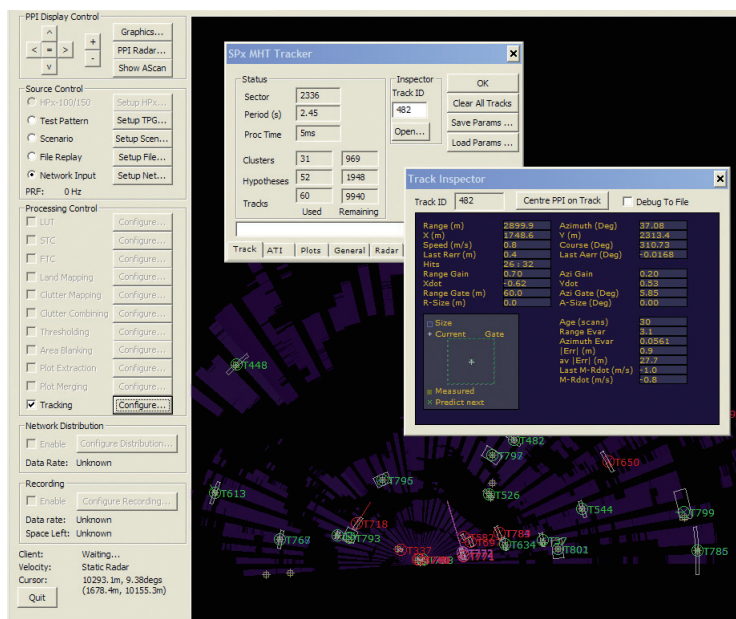 PPI Display Control
^
< = >
v
+
-
Graphics...
PPI Radar...
Show AScan
Source Control
HPx-100/150 Setup HPx...
Test Pattern Setup TPG...
Scenario Setup Scen...
File Replay Setup File...
Network Input Setup Net...
PRF: 0 Hz
Processing Control
LUT Configure...
STC Configure...
FTC Configure...
Land Mapping Configure...
Clutter Mapping Configure...
Clutter Combining Configure...
Thresholding Configure...
Area Blanking Configure...
Plot Extraction Configure...
Plot Merging Configure...
Tracking Configure...
Network Distribution
Enable Configure Distribution...
Data Rate: Unknown
Recording
Enable Configure Recording...
Data rate: Unknown
Space Left: Unknown
Client: Waiting...
Velocity: Static Radar
Cursor: 10293.1m, 9.38degs
(1678.4m, 10155.3m)
Quit
SPx MHT Tracker
Status
Sector 2336
Period (s) 2.45
Proc Time 5ms
Clusters 31 969
Hypotheses 52 1948
Tracks 60 9940
Used Remaining
Inspector
Track ID
482
Open...
OK
Clear All Tracks
Save Params ...
Load Params ...
Track ATI Plots General Radar
Track Inspector
Track ID 482 Centre PPI on Track Debug To File
Range (m) 2899.9 Azimuth (Deg) 37.08
X (m) 1748.6 Y (m) 2313.4
Speed (m/s) 0.8 Course (Deg) 310.73
Last Rerr (m) 0.4 Last Aerr (Deg) -0.0168
Hits 26 : 32
Range Gain 0.70 Azi Gain 0.20
Xdot -0.62 Ydot 0.53
Range Gate (m) 60.0 Azi Gate (Deg) 5.85
R-Size (m) 0.0 A-Size (Deg) 0.00
Size
+ Current Gate
Measured
× Predict next
Age (scans) 30
Range Evar 3.1
Azimuth Evar 0.0561
|Err| (m) 0.9
av |Err| (m) 27.7
Last M-Rdot (m/s) -1.0
M-Rdot (m/s) -0.8
T448
T482
T797
T650
T795
T613
T526
T544
T799
T718
T767
T793
T337
T634
T801
T785
T772